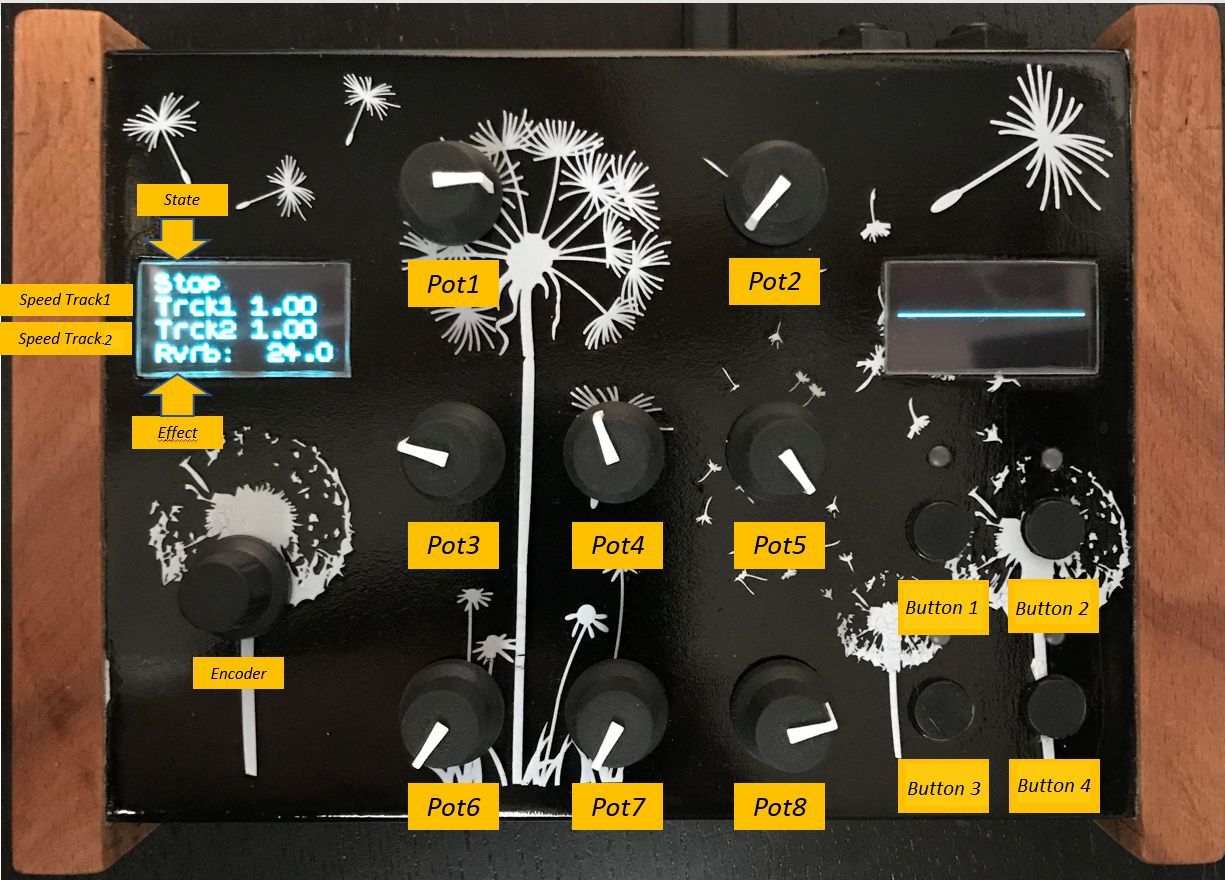 State
Stop
Speed Track1
Trck1 1.00
Speed Track2
Trck2 1.00
Rvrb: 24.0
Effect
Pot1
Pot2
Pot3
Pot4
Pot5
Button 1
Button 2
Encoder
Pot6
Pot7
Pot8
Button 3
Button 4